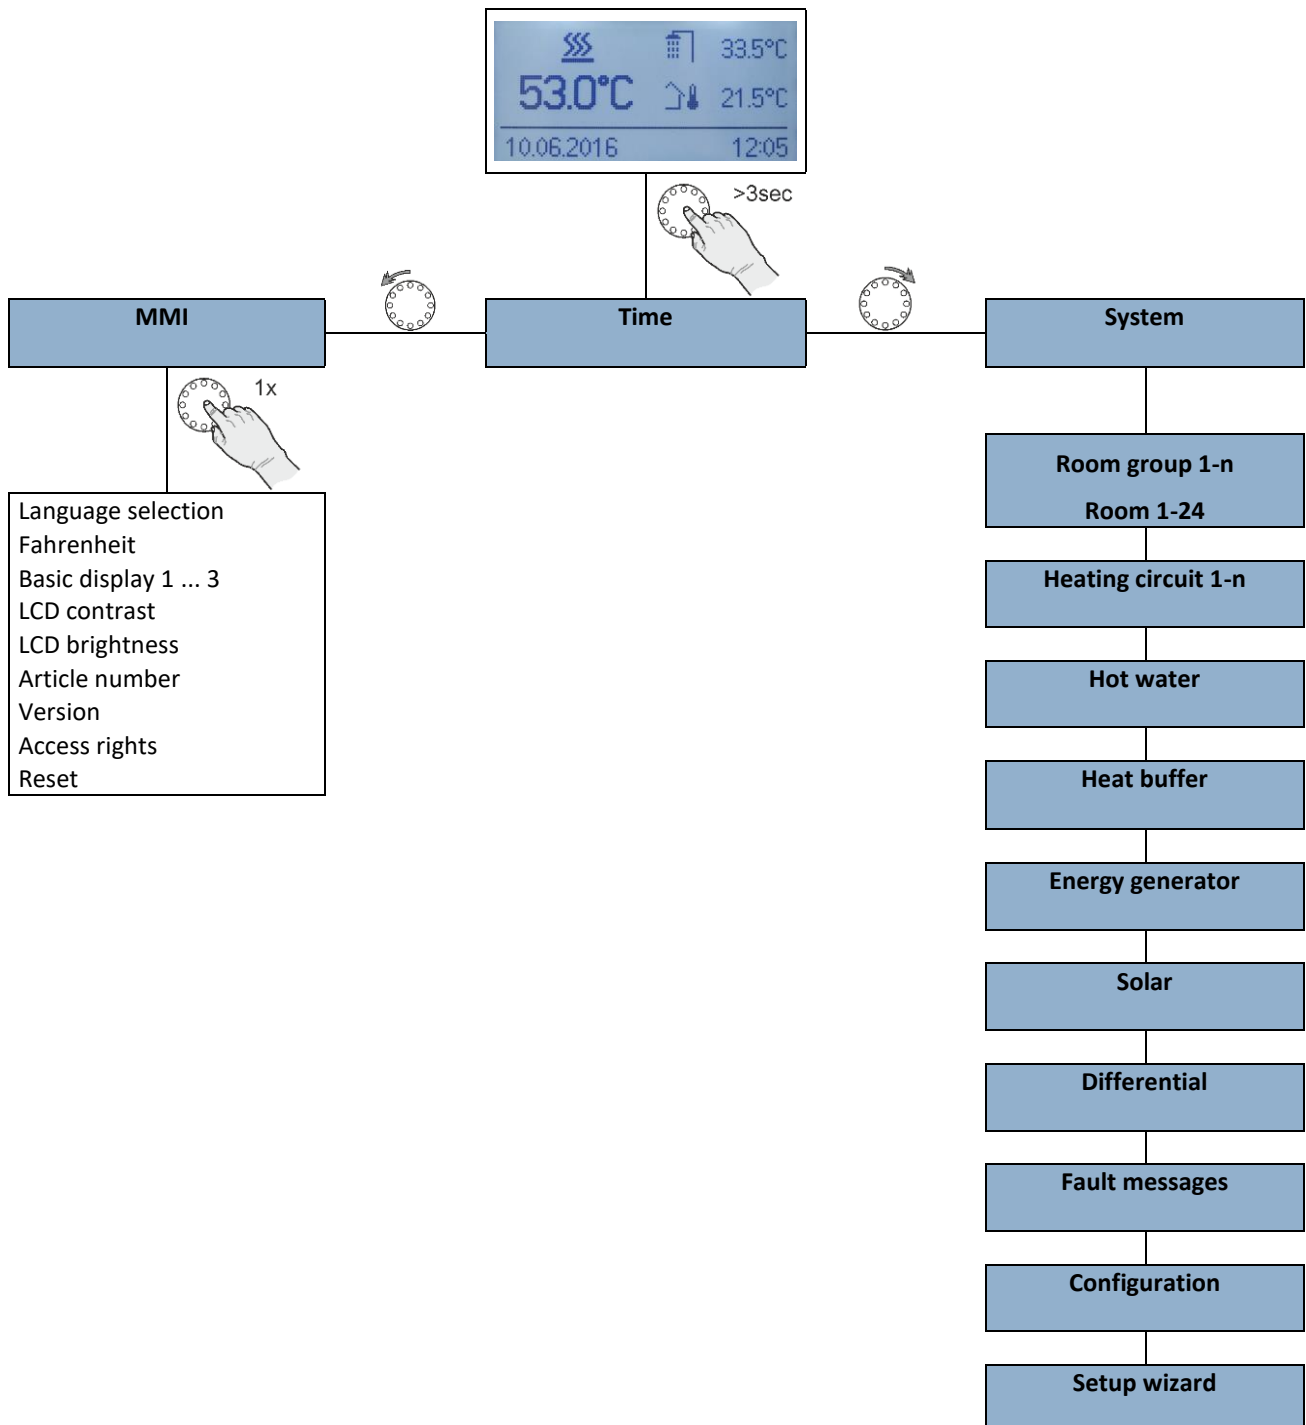 33.5°C
53.0°C
21.5°C
10.06.2016 12:05
>3sec
MMI
Time
System
1x
Language selection
Fahrenheit
Basic display 1 ... 3
LCD contrast
LCD brightness
Article number
Version
Access rights
Reset
Room group 1-n
Room 1-24
Heating circuit 1-n
Hot water
Heat buffer
Energy generator
Solar
Differential
Fault messages
Configuration
Setup wizard